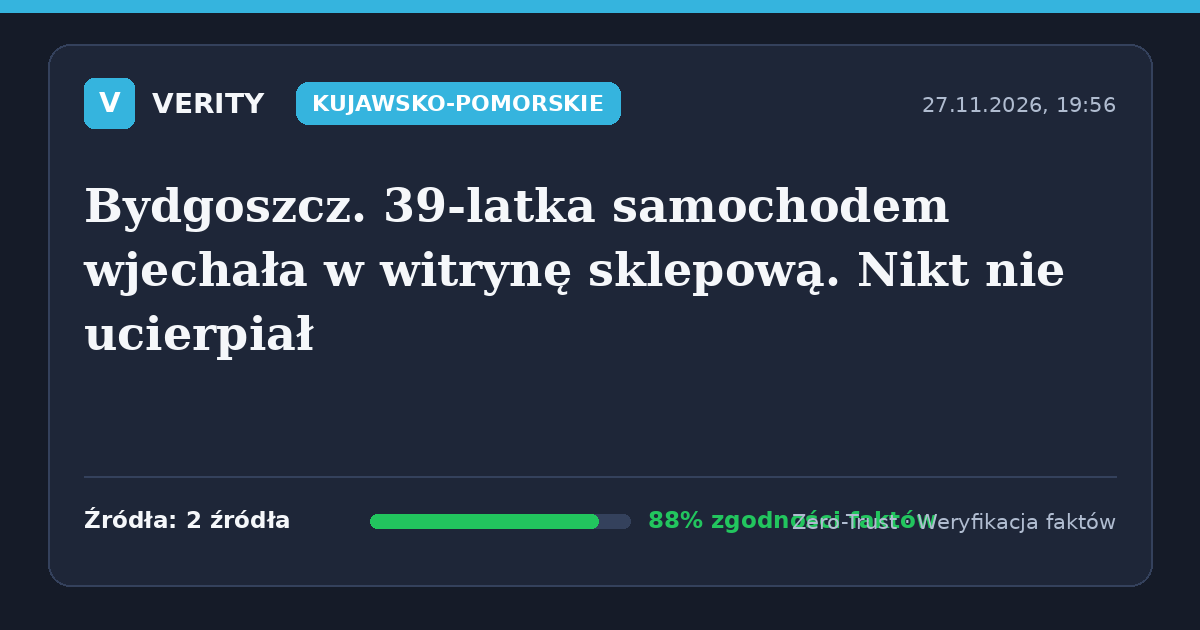 V VERITY KUJAWSKO-POMORSKIE 27.11.2026, 19:56
Bydgoszcz. 39-latka samochodem
wjechała w witrynę sklepową. Nikt nie
ucierpiał
Źródła: 2 źródła 88% zgodności faktów Zero-Trust · Weryfikacja faktów